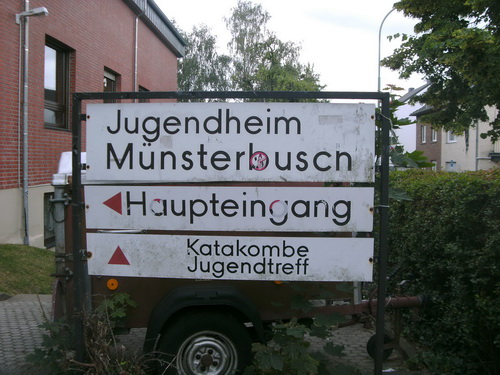 Jugendheim
Münsterbusch
Haupteingang
Katakombe
Jugendtreff